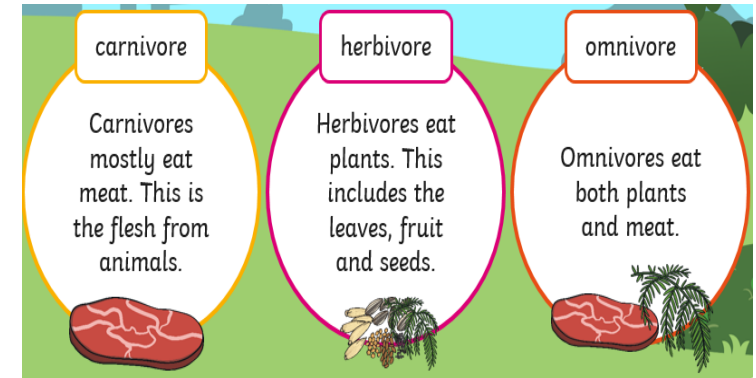 carnivore
Carnivores
mostly eat
meat. This is
the flesh from
animals.
herbivore
Herbivores eat
plants. This
includes the
leaves, fruit
and seeds.
omnivore
Omnivores eat
both plants
and meat.